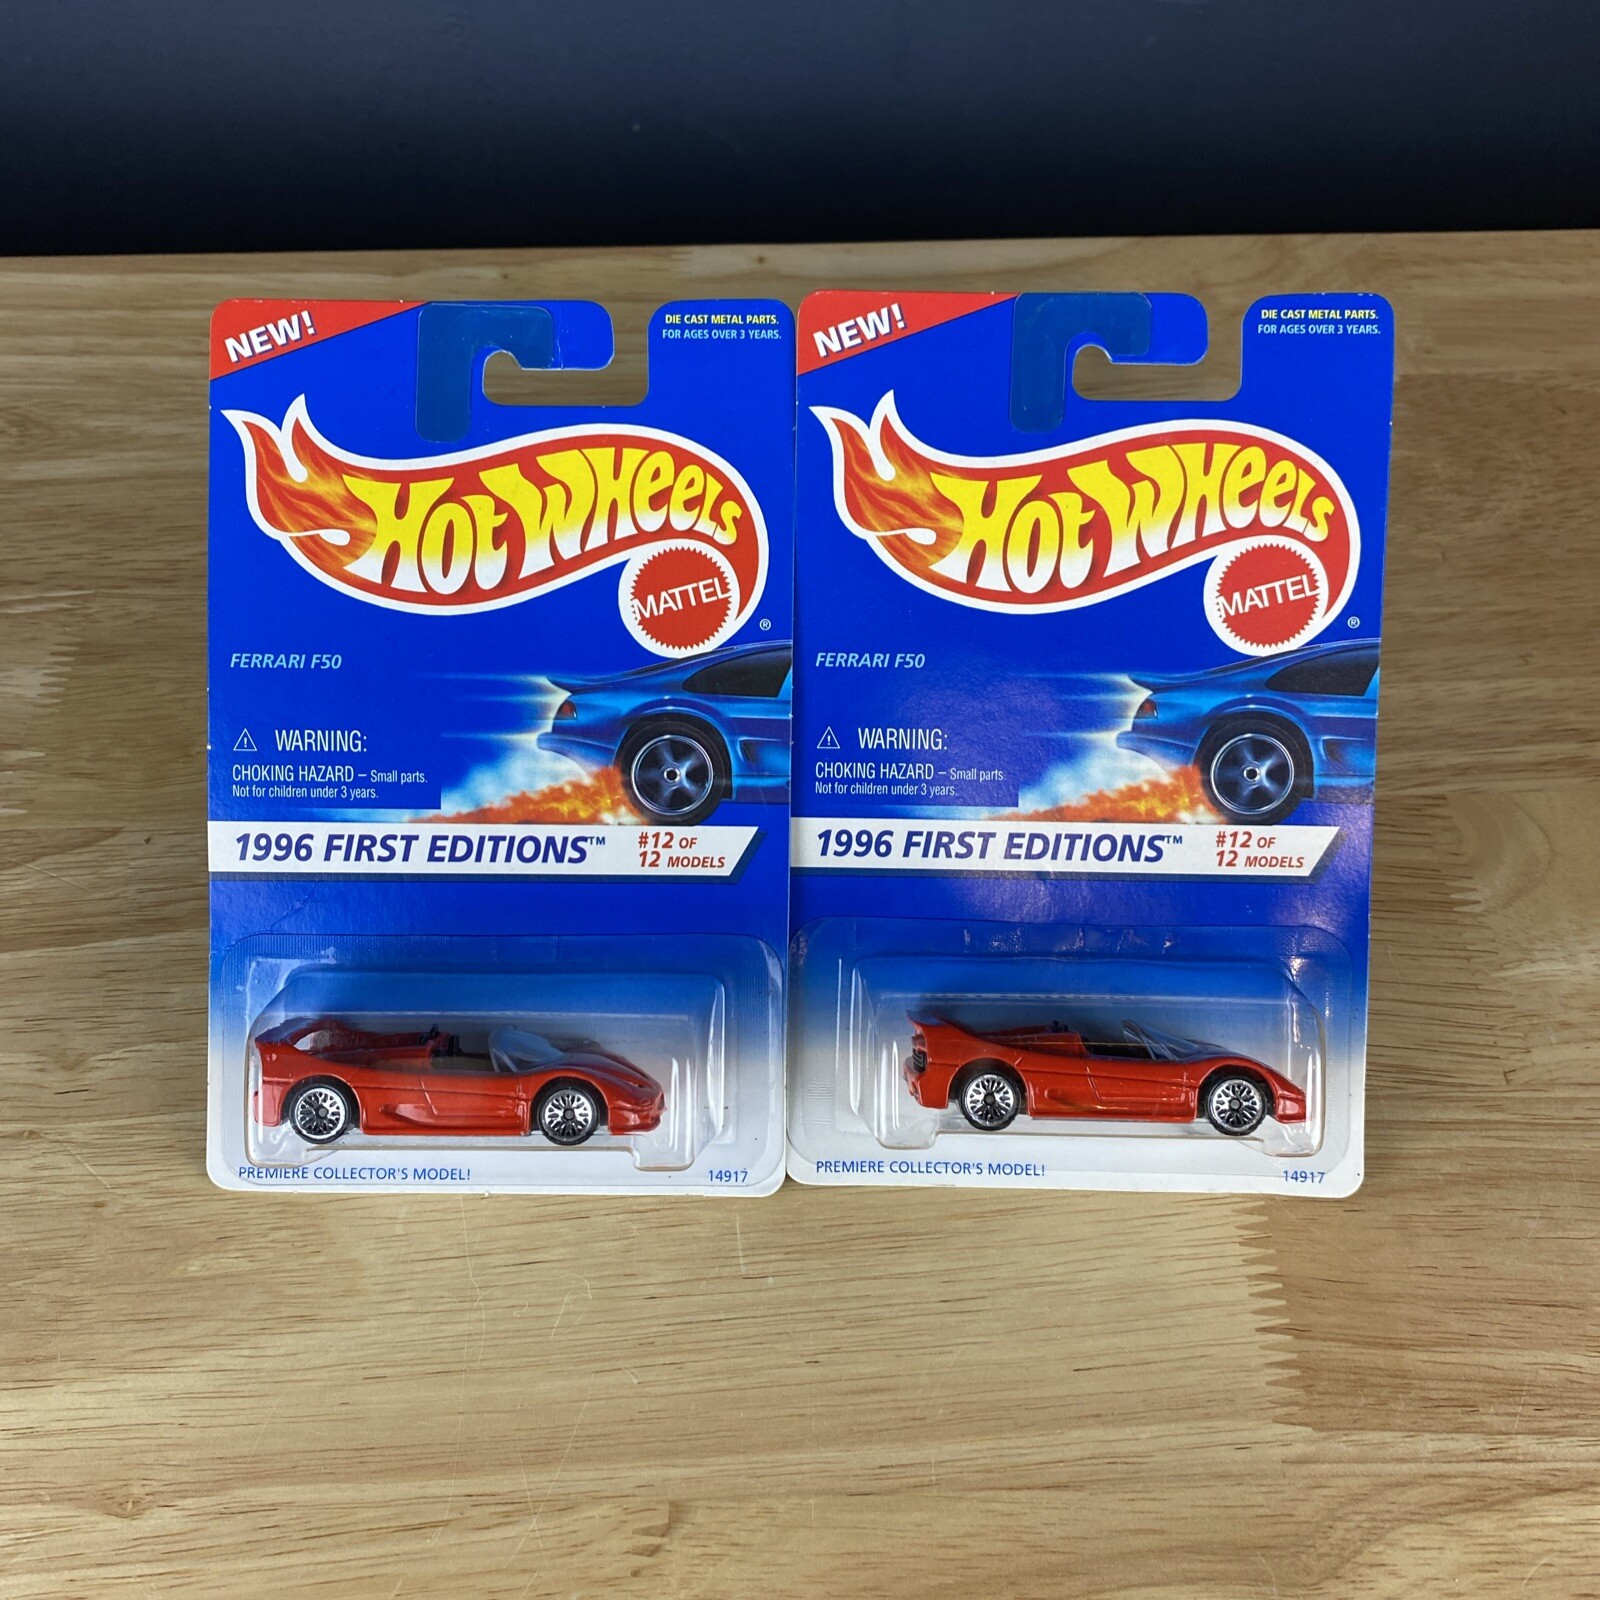 NEW!
DIE CAST METAL PARTS.
FOR AGES OVER 3 YEARS.
Hot Wheels
MATTEL
®
FERRARI F50
WARNING:
CHOKING HAZARD – Small parts.
Not for children under 3 years.
1996 FIRST EDITIONS™
#12 OF
12 MODELS
PREMIERE COLLECTOR'S MODEL!
14917
NEW!
DIE CAST METAL PARTS.
FOR AGES OVER 3 YEARS.
Hot Wheels
MATTEL
®
FERRARI F50
WARNING:
CHOKING HAZARD – Small parts
Not for children under 3 years.
1996 FIRST EDITIONS™
#12 OF
12 MODELS
PREMIERE COLLECTOR'S MODEL!
14917